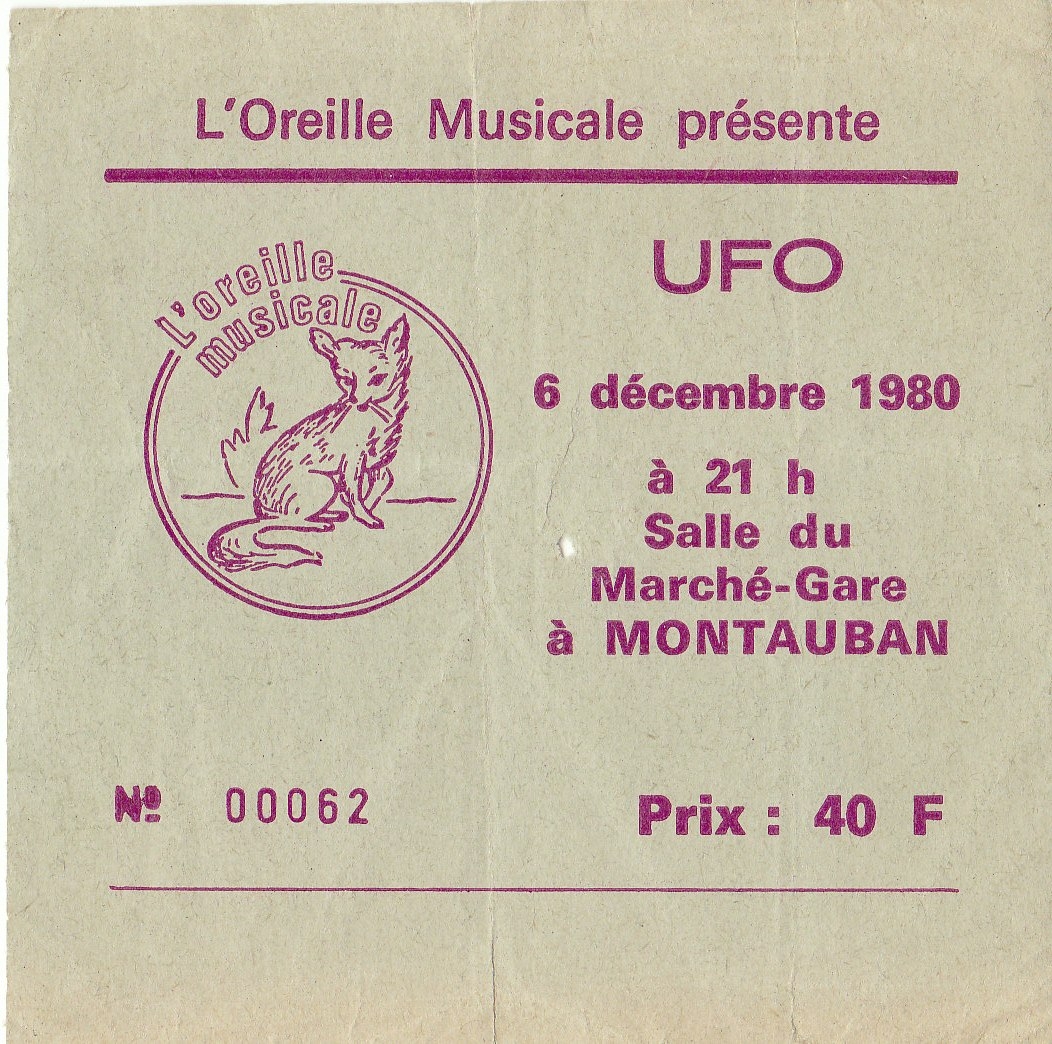 L'Oreille Musicale présente
L'oreille
musicale
UFO
6 décembre 1980
à 21 h
Salle du
Marché-Gare
à MONTAUBAN
Nº 00062
Prix : 40 F